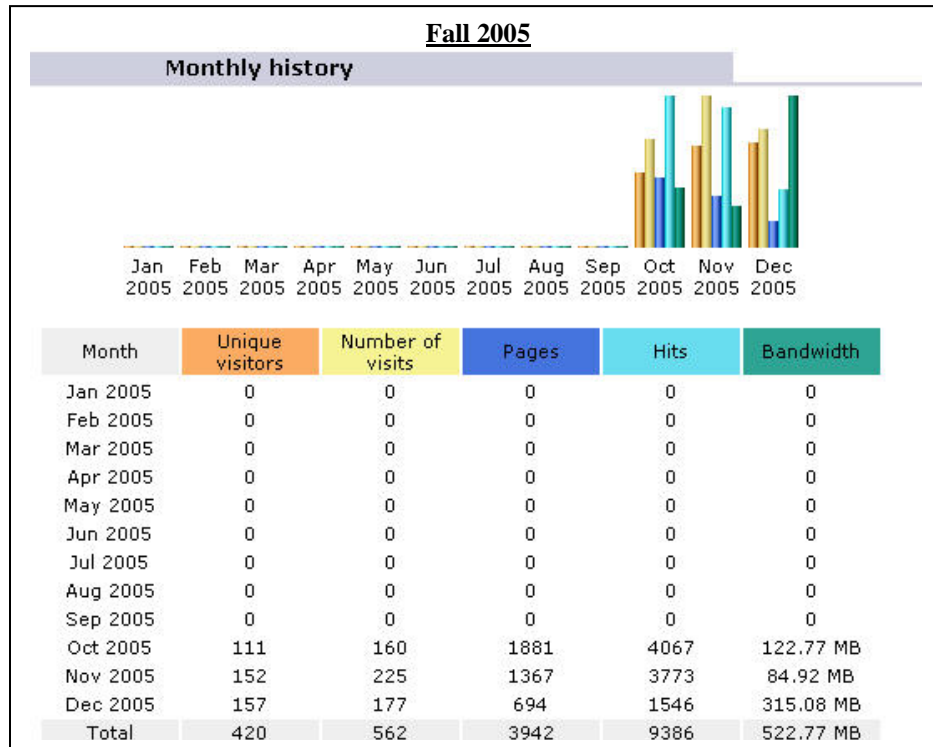 Fall 2005
Monthly history
Jan Feb Mar Apr May Jun Jul Aug Sep Oct Nov Dec
2005 2005 2005 2005 2005 2005 2005 2005 2005 2005 2005 2005
Month Unique visitors Number of visits Pages Hits Bandwidth
Jan 2005 0 0 0 0 0
Feb 2005 0 0 0 0 0
Mar 2005 0 0 0 0 0
Apr 2005 0 0 0 0 0
May 2005 0 0 0 0 0
Jun 2005 0 0 0 0 0
Jul 2005 0 0 0 0 0
Aug 2005 0 0 0 0 0
Sep 2005 0 0 0 0 0
Oct 2005 111 160 1881 4067 122.77 MB
Nov 2005 152 225 1367 3773 84.92 MB
Dec 2005 157 177 694 1546 315.08 MB
Total 420 562 3942 9386 522.77 MB